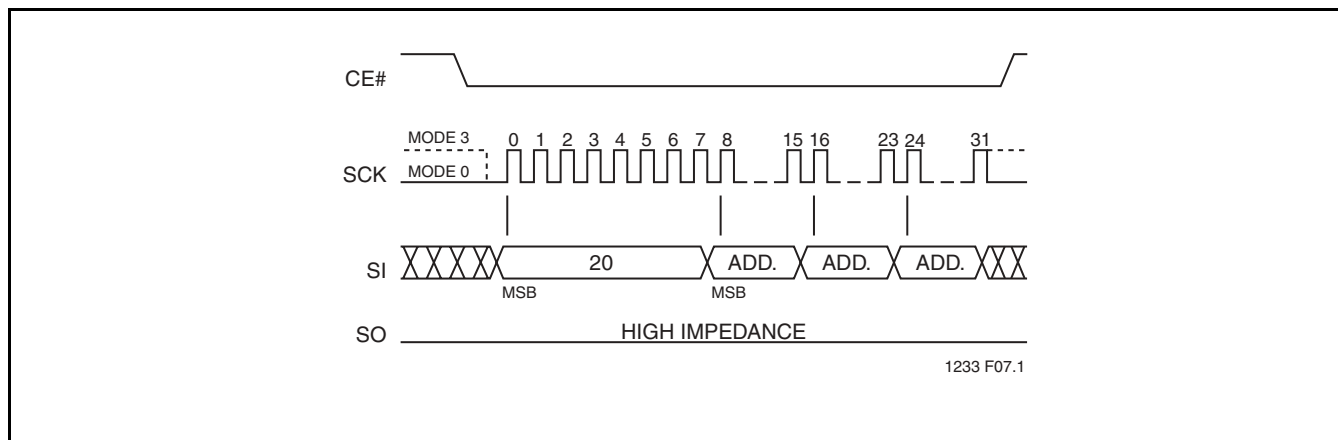 CE#
MODE 3
0 1 2 3 4 5 6 7 8 15 16 23 24 31
SCK
MODE 0
SI
20 ADD. ADD. ADD.
MSB MSB
SO
HIGH IMPEDANCE
1233 F07.1